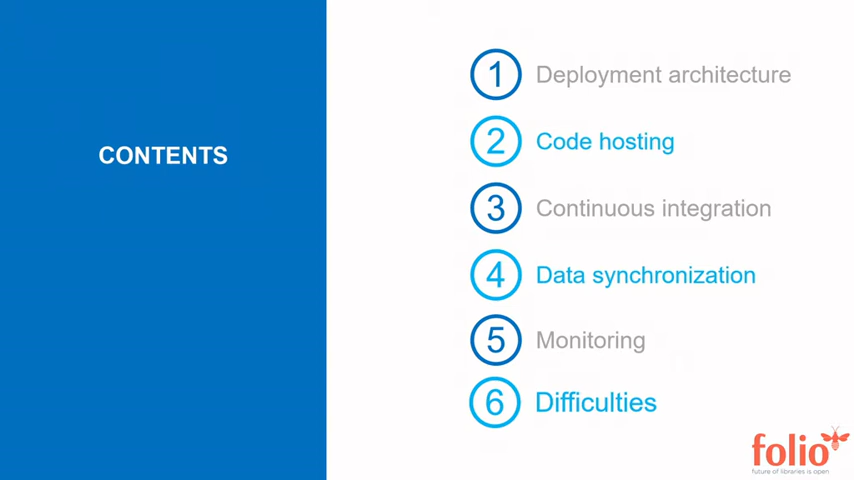 CONTENTS
1 Deployment architecture
2 Code hosting
3 Continuous integration
4 Data synchronization
5 Monitoring
6 Difficulties
folio
future of libraries is open